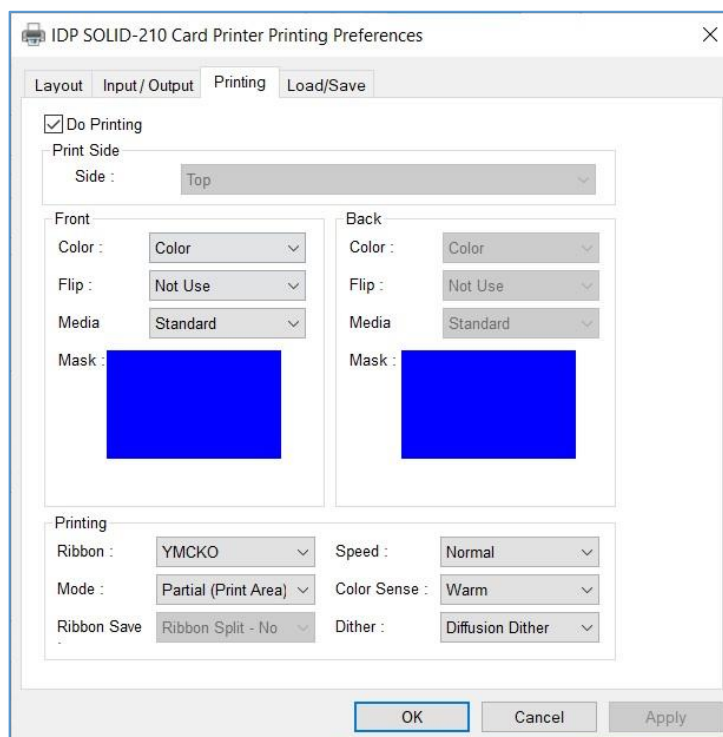 IDP SOLID-210 Card Printer Printing Preferences
Layout Input / Output Printing Load/Save
Do Printing
Print Side
Side : Top
Front
Color : Color
Flip : Not Use
Media Standard
Mask :
Back
Color : Color
Flip : Not Use
Media Standard
Mask :
Printing
Ribbon : YMCKO Speed : Normal
Mode : Partial (Print Area) Color Sense : Warm
Ribbon Save : Ribbon Split - No Dither : Diffusion Dither
OK Cancel Apply